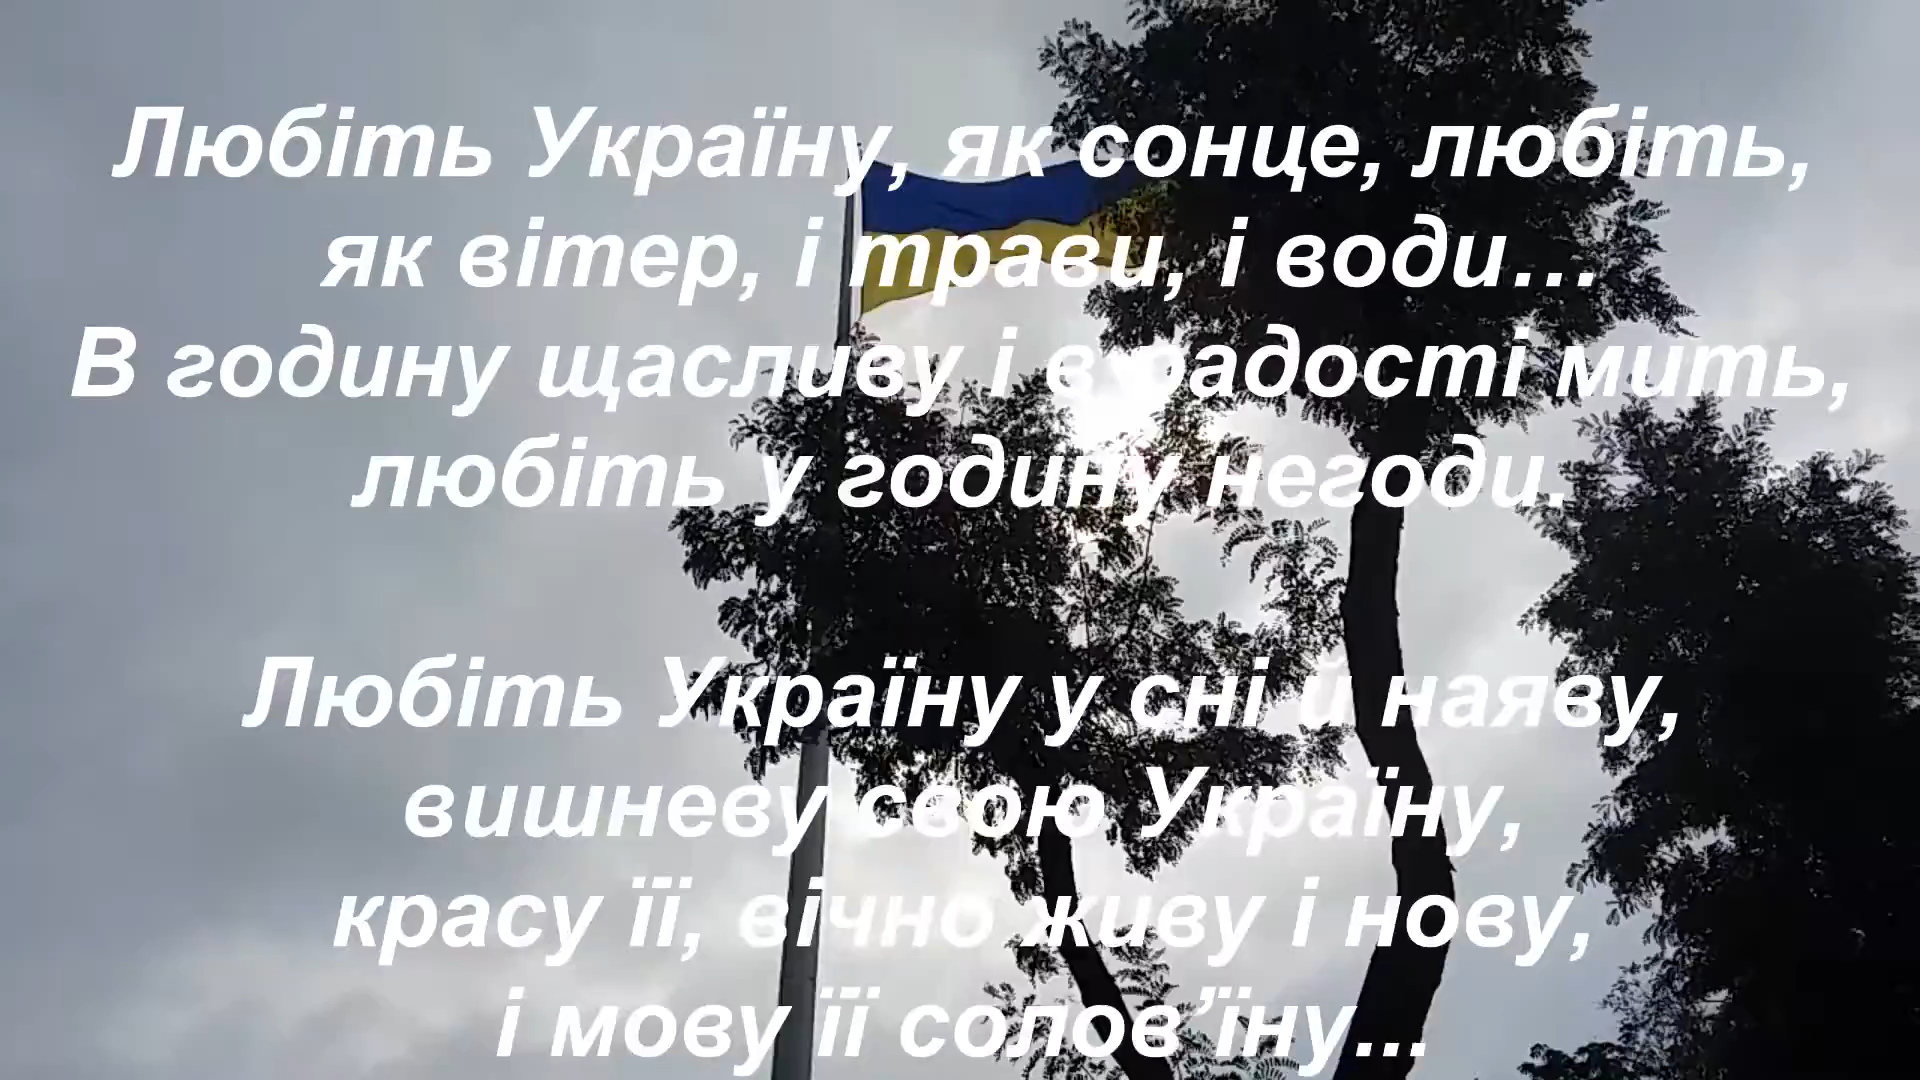 Любіть Україну, як сонце, любіть,
як вітер, і трави, і води…
В годину щасливу і в радості мить,
любіть у годину негоди.
Любіть Україну у сні й наяву,
вишневу свою Україну,
красу її, вічно живу і нову,
і мову її солов’їну...